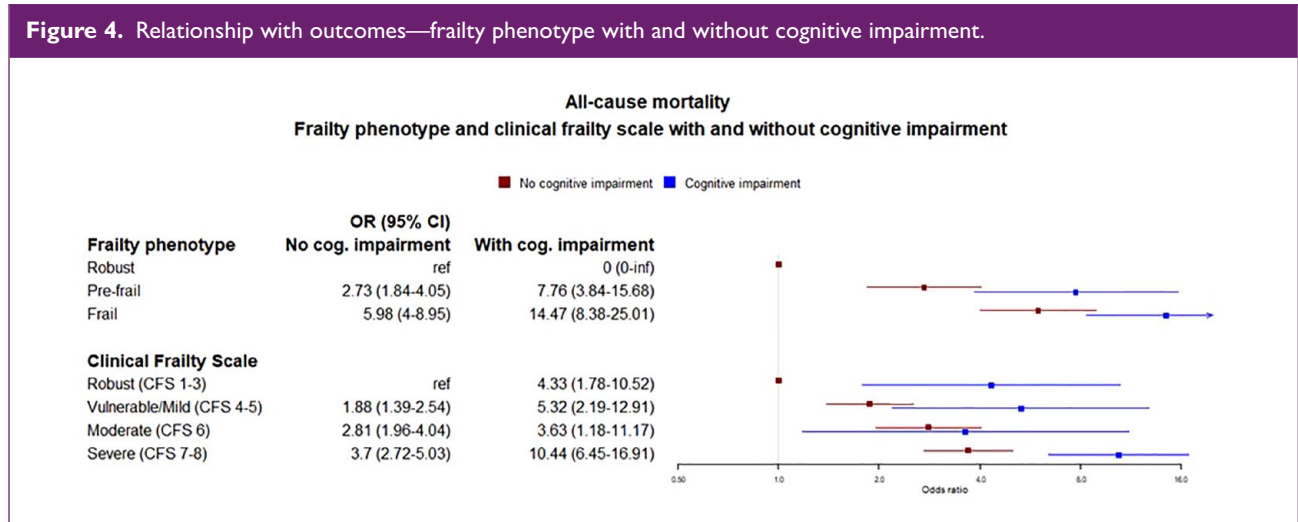 Figure 4. Relationship with outcomes—frailty phenotype with and without cognitive impairment.
All-cause mortality
Frailty phenotype and clinical frailty scale with and without cognitive impairment
No cognitive impairment Cognitive impairment
OR (95% CI)
Frailty phenotype No cog. impairment With cog. impairment
Robust ref 0 (0-inf)
Pre-frail 2.73 (1.84-4.05) 7.76 (3.84-15.68)
Frail 5.98 (4-8.95) 14.47 (8.38-25.01)
Clinical Frailty Scale
Robust (CFS 1-3) ref 4.33 (1.78-10.52)
Vulnerable/Mild (CFS 4-5) 1.88 (1.39-2.54) 5.32 (2.19-12.91)
Moderate (CFS 6) 2.81 (1.96-4.04) 3.63 (1.18-11.17)
Severe (CFS 7-8) 3.7 (2.72-5.03) 10.44 (6.45-16.91)
0.50 1.0 2.0 4.0 8.0 16.0
Odds ratio